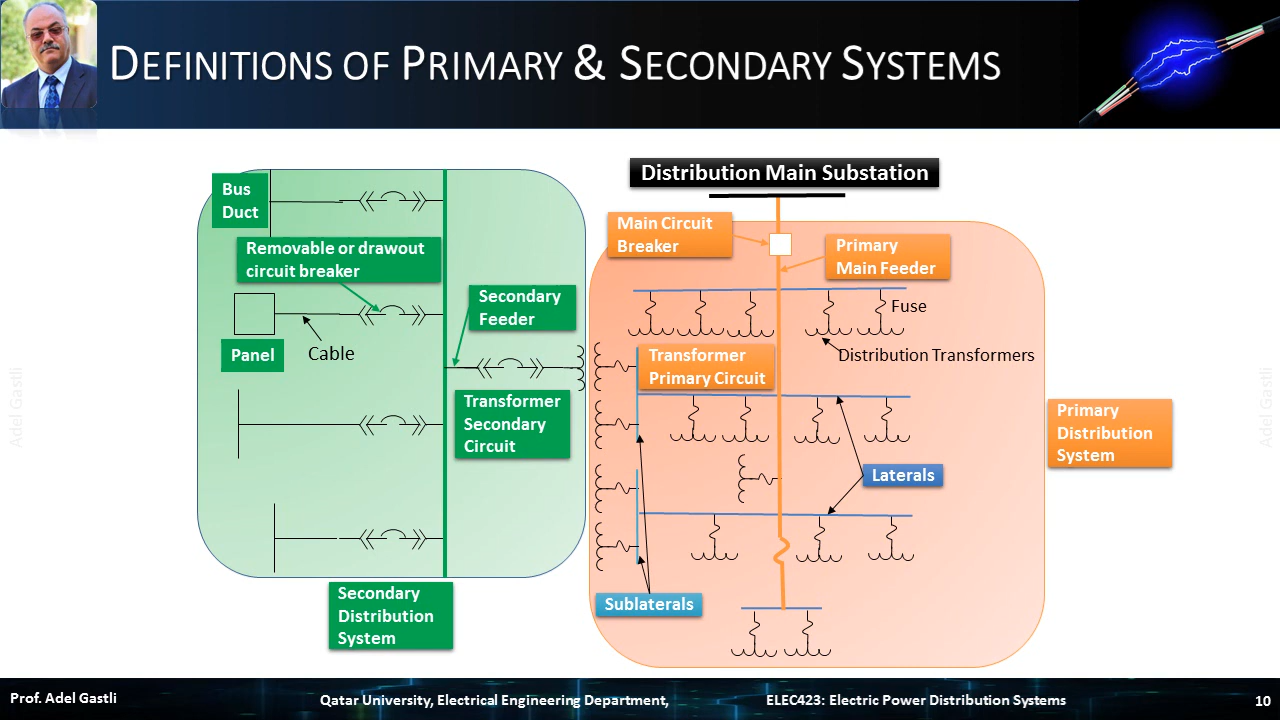 DEFINITIONS OF PRIMARY & SECONDARY SYSTEMS
Distribution Main Substation
Bus
Duct
Removable or drawout
circuit breaker
Secondary
Feeder
Panel
Cable
Transformer
Secondary
Circuit
Secondary
Distribution
System
Main Circuit
Breaker
Primary
Main Feeder
Fuse
Distribution Transformers
Transformer
Primary Circuit
Laterals
Sublaterals
Primary
Distribution
System
Adel Gastli
Adel Gastli
Prof. Adel Gastli
Qatar University, Electrical Engineering Department,
ELEC423: Electric Power Distribution Systems
10